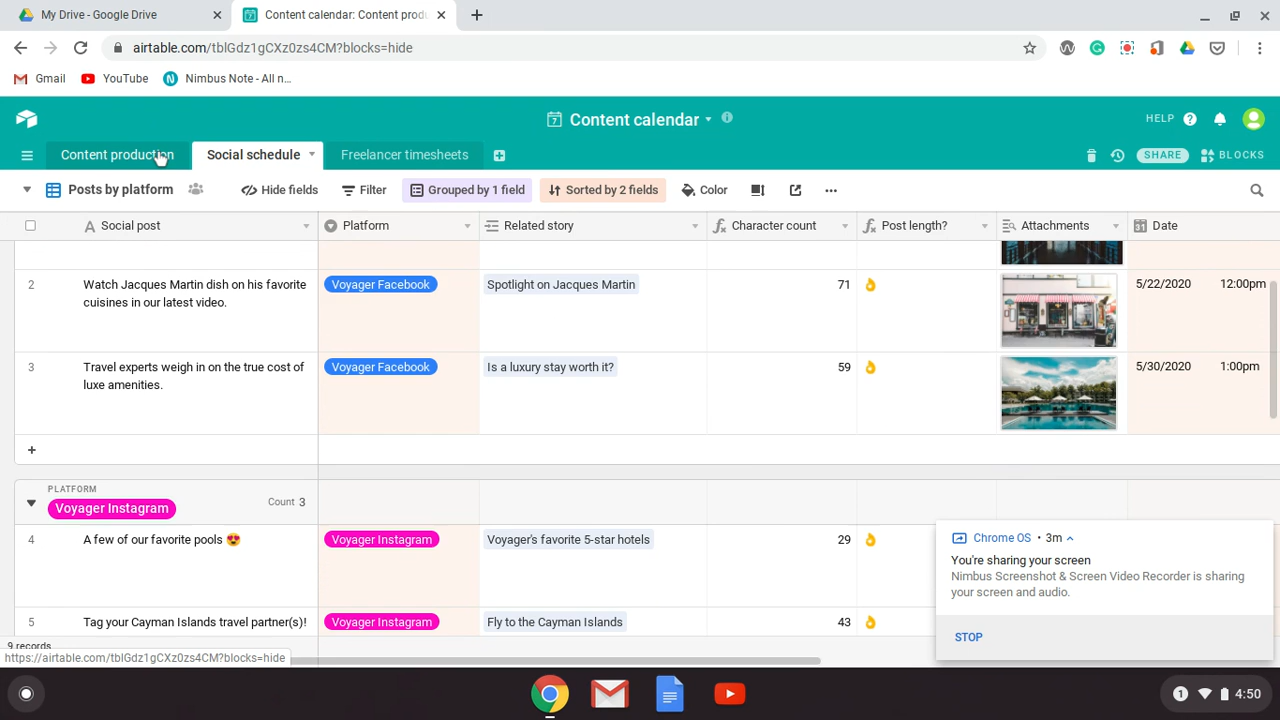 My Drive - Google Drive
Content calendar: Content produ
airtable.com/tblGdz1gCXz0zs4CM?blocks=hide
Gmail YouTube Nimbus Note - All n...
Content calendar
HELP
Content production Social schedule Freelancer timesheets
SHARE BLOCKS
Posts by platform Hide fields Filter Grouped by 1 field Sorted by 2 fields Color
Social post Platform Related story Character count Post length? Attachments Date
2 Watch Jacques Martin dish on his favorite Voyager Facebook Spotlight on Jacques Martin 71 👌 5/22/2020 12:00pm
cuisines in our latest video.
3 Travel experts weigh in on the true cost of Voyager Facebook Is a luxury stay worth it? 59 👌 5/30/2020 1:00pm
luxe amenities.
+
PLATFORM
Voyager Instagram Count 3
4 A few of our favorite pools 😍 Voyager Instagram Voyager's favorite 5-star hotels 29 👌
5 Tag your Cayman Islands travel partner(s)! Voyager Instagram Fly to the Cayman Islands 43 👌
9 records
https://airtable.com/tblGdz1gCXz0zs4CM?blocks=hide
Chrome OS • 3m
You're sharing your screen
Nimbus Screenshot & Screen Video Recorder is sharing
your screen and audio.
STOP
1 4:50